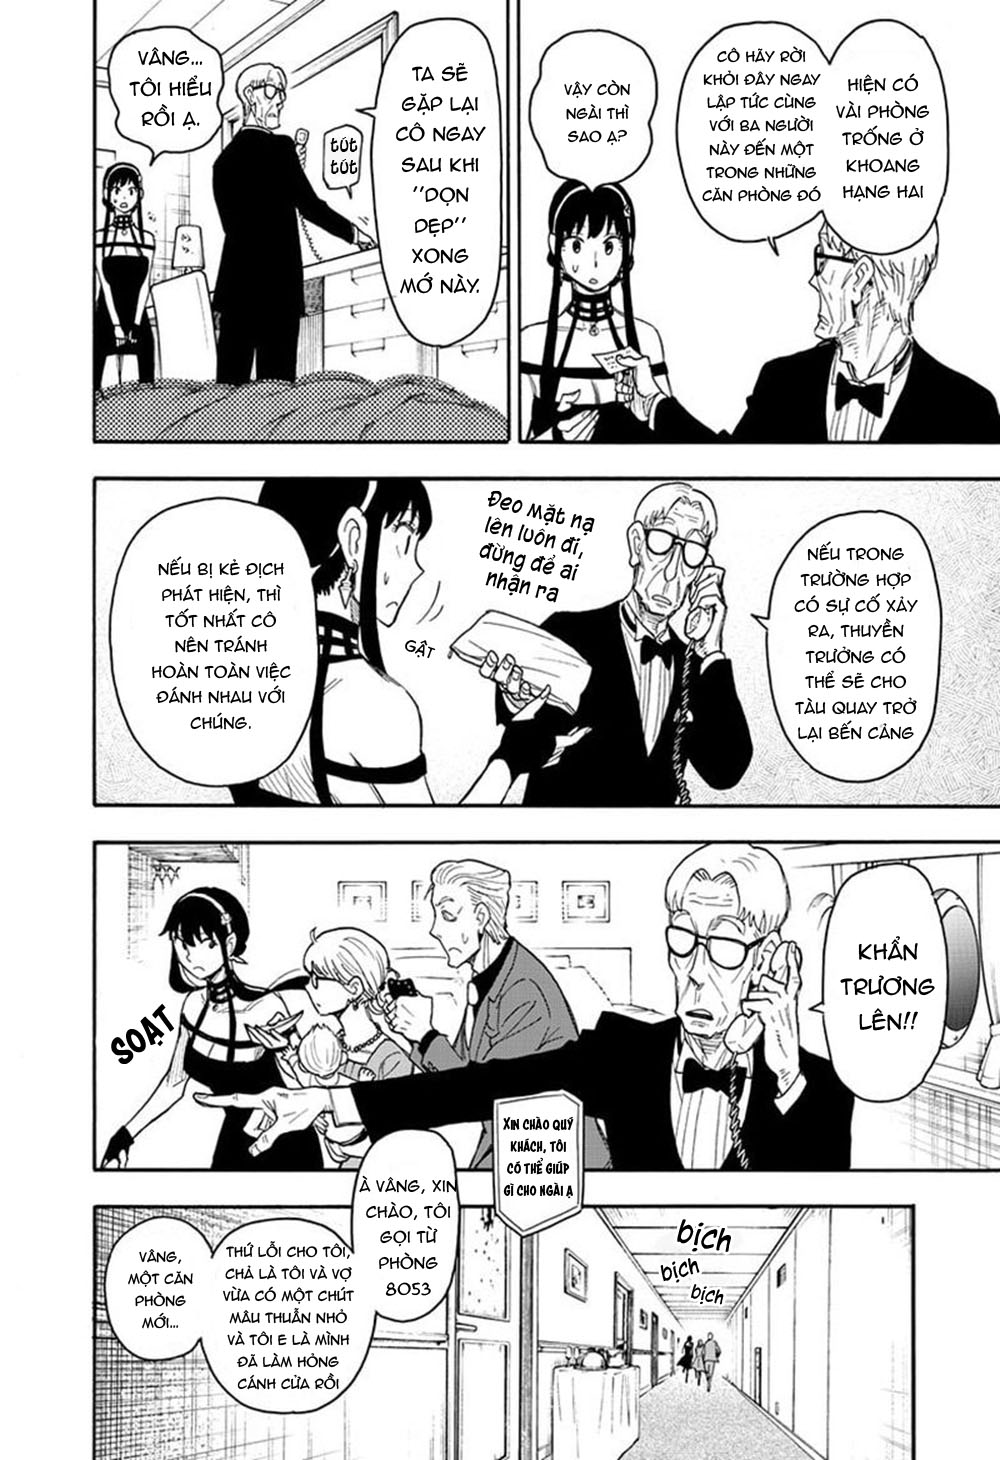 HIỆN CÓ
VÀI PHÒNG
TRỐNG Ở
KHOANG
HẠNG HAI
CÔ HÃY RỜI
KHỎI ĐÂY NGAY
LẬP TỨC CÙNG
VỚI BA NGƯỜI
NÀY ĐẾN MỘT
TRONG NHỮNG
CĂN PHÒNG ĐÓ
VẬY CÒN
NGÀI THÌ
SAO Ạ?
TA SẼ
GẶP LẠI
CÔ NGAY
SAU KHI
"DỌN
DẸP"
XONG
MỚ NÀY.
TÚT
TÚT
VÂNG...
TÔI HIỂU
RỒI Ạ.
NẾU TRONG
TRƯỜNG HỢP
CÓ SỰ CỐ XẢY
RA, THUYỀN
TRƯỞNG CÓ
THỂ SẼ CHO
TÀU QUAY TRỞ
LẠI BẾN CẢNG
Đeo mặt nạ
lên luôn đi,
đừng để ai
nhận ra
GẬT
NẾU BỊ KẺ ĐỊCH
PHÁT HIỆN, THÌ
TỐT NHẤT CÔ
NÊN TRÁNH
HOÀN TOÀN VIỆC
ĐÁNH NHAU VỚI
CHÚNG.
KHẨN
TRƯƠNG
LÊN!!
SOẠT
XIN CHÀO QUÝ
KHÁCH, TÔI
CÓ THỂ GIÚP
GÌ CHO NGÀI Ạ
À VÂNG, XIN
CHÀO, TÔI
GỌI TỪ
PHÒNG
8053
THỨ LỖI CHO TÔI,
CHẢ LÀ TÔI VÀ VỢ
VỪA CÓ MỘT CHÚT
MÂU THUẪN NHỎ
VÀ TÔI E LÀ MÌNH
ĐÃ LÀM HỎNG
CÁNH CỬA RỒI
VÂNG,
MỘT CĂN
PHÒNG
MỚI...
bịch
bịch
bịch